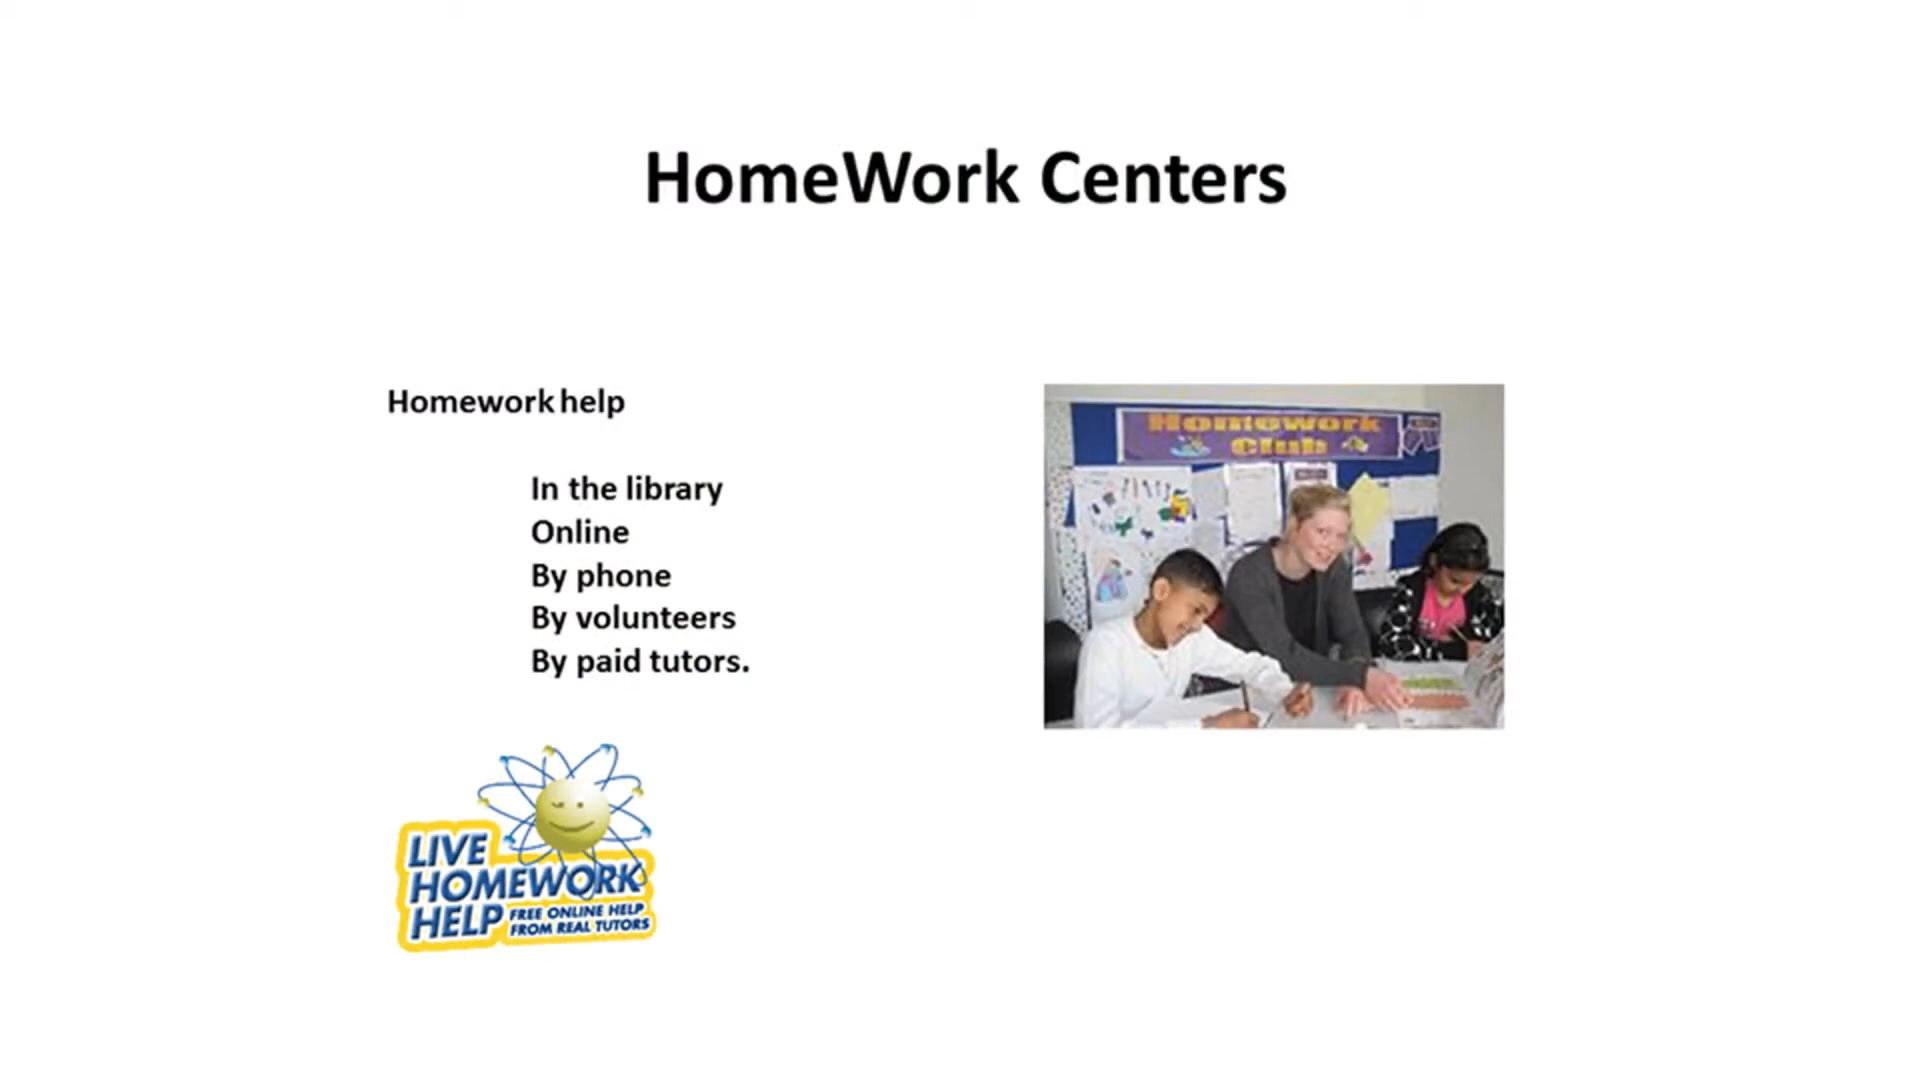 HomeWork Centers
Homework help
In the library
Online
By phone
By volunteers
By paid tutors.
Homework
Club
LIVE
HOMEWORK
HELP
FREE ONLINE HELP
FROM REAL TUTORS